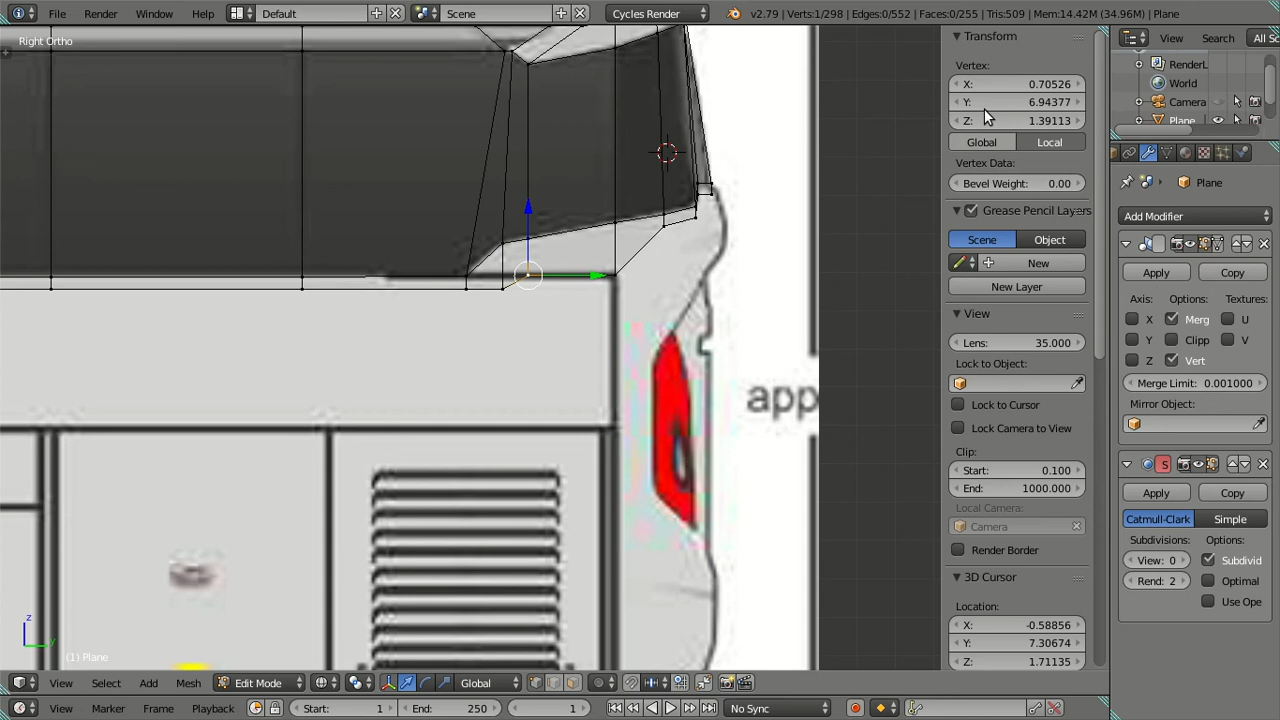 File Render Window Help Default Scene Cycles Render v2.79 | Verts:1/298 | Edges:0/552 | Faces:0/255 | Tris:509 | Mem:14.42M (34.96M) | Plane
Right Ortho
Transform
Vertex:
X: 0.70526
Y: 6.94377
Z: 1.39113
Global Local
Vertex Data:
Bevel Weight: 0.00
Grease Pencil Layers
Scene Object
New
New Layer
View
Lens: 35.000
Lock to Object:
Lock to Cursor
Lock Camera to View
Clip:
Start: 0.100
End: 1000.000
Local Camera:
Camera
Render Border
3D Cursor
Location:
X: -0.58856
Y: 7.30674
Z: 1.71135
View Search All Sc
RenderL
World
Camera
Plane
Plane
Add Modifier
Apply Copy
Axis: Options: Textures:
X Merg U
Y Clipp V
Z Vert
Merge Limit: 0.001000
Mirror Object:
S
Apply Copy
Catmull-Clark Simple
Subdivisions: Options:
View: 0 Subdivid
Rend: 2 Optimal
Use Ope
app
z
y
(1) Plane
View Select Add Mesh Edit Mode Global
View Marker Frame Playback Start: 1 End: 250 1 No Sync